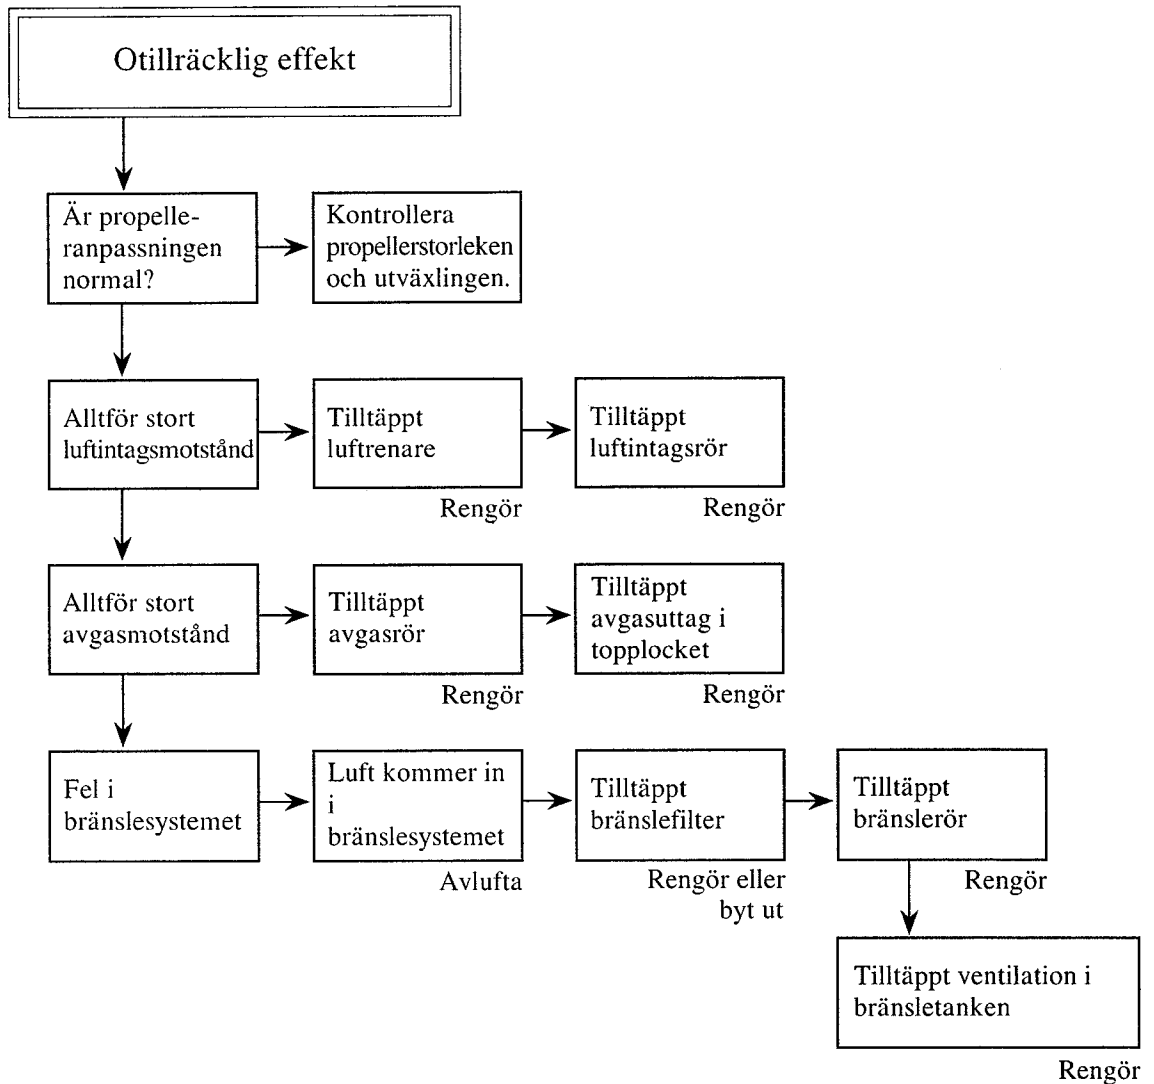 Otillräcklig effekt
Är propelle-
ranpassningen
normal?
Kontrollera
propellerstorleken
och utväxlingen.
Alltför stort
luftintagsmotstånd
Tilltäppt
luftrenare
Rengör
Tilltäppt
luftintagsrör
Rengör
Alltför stort
avgasmotstånd
Tilltäppt
avgasrör
Rengör
Tilltäppt
avgasuttag i
topplocket
Rengör
Fel i
bränslesystemet
Luft kommer in
i
bränslesystemet
Avlufta
Tilltäppt
bränslefilter
Rengör eller
byt ut
Tilltäppt
bränslerör
Rengör
Tilltäppt ventilation i
bränsletanken
Rengör